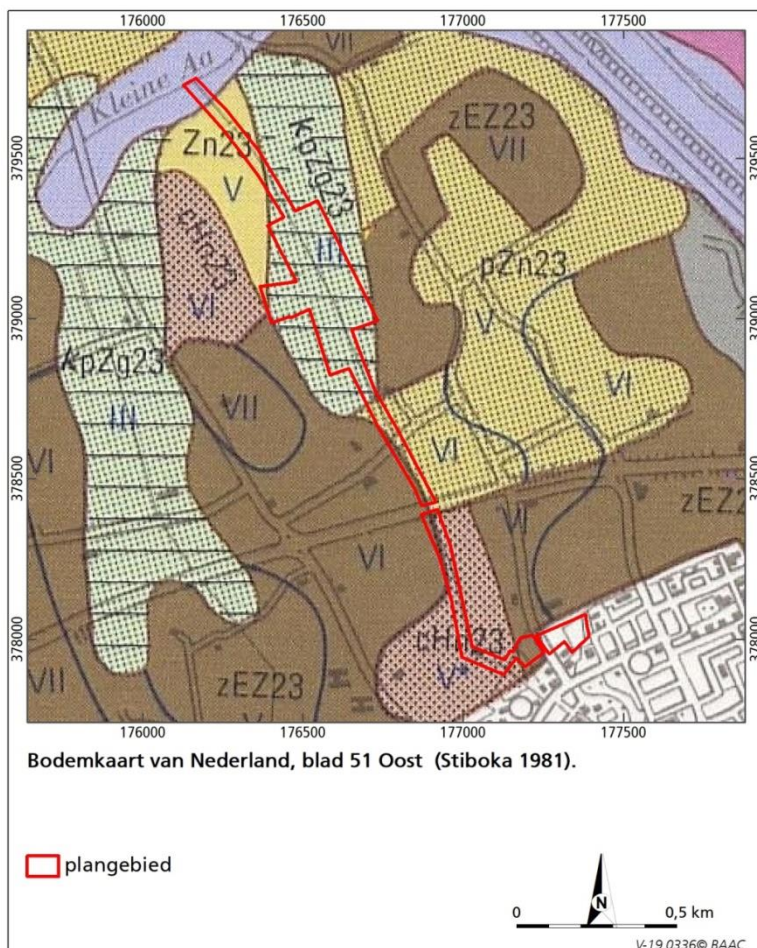 176000 176500 177000 177500
VII
Kleine Aa
zEZ23
VII
KpZg23
Zn23
V
379500
379500
cHn23
III
pZn23
V
VI
379000
379000
KpZg23
III
VII
VI
VI
VI
378500
378500
zEZ2
VI
VI
cHn23
378000
378000
VII
zEZ23
V
176000 176500 177000 177500
Bodemkaart van Nederland, blad 51 Oost (Stiboka 1981).
plangebied
N
0 0,5 km
V-19.0336© BAAC